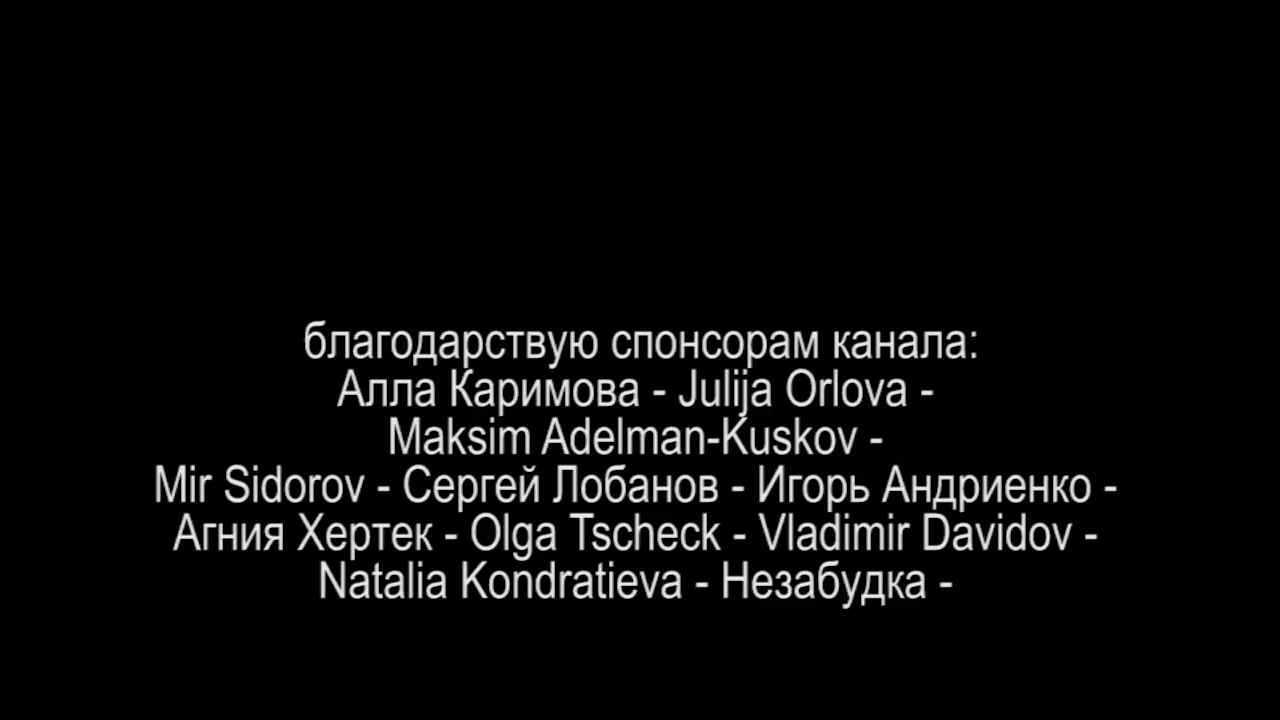 благодарствую спонсорам канала:
Алла Каримова - Julija Orlova -
Maksim Adelman-Kuskov -
Mir Sidorov - Сергей Лобанов - Игорь Андриенко -
Агния Хертек - Olga Tscheck - Vladimir Davidov -
Natalia Kondratieva - Незабудка -